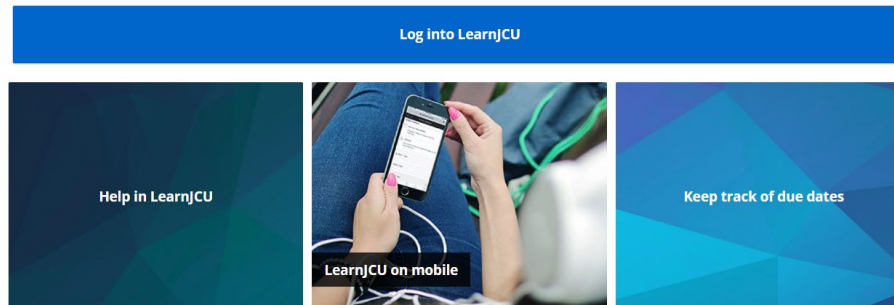 Log into LearnJCU
Help in LearnJCU
LearnJCU on mobile
Keep track of due dates